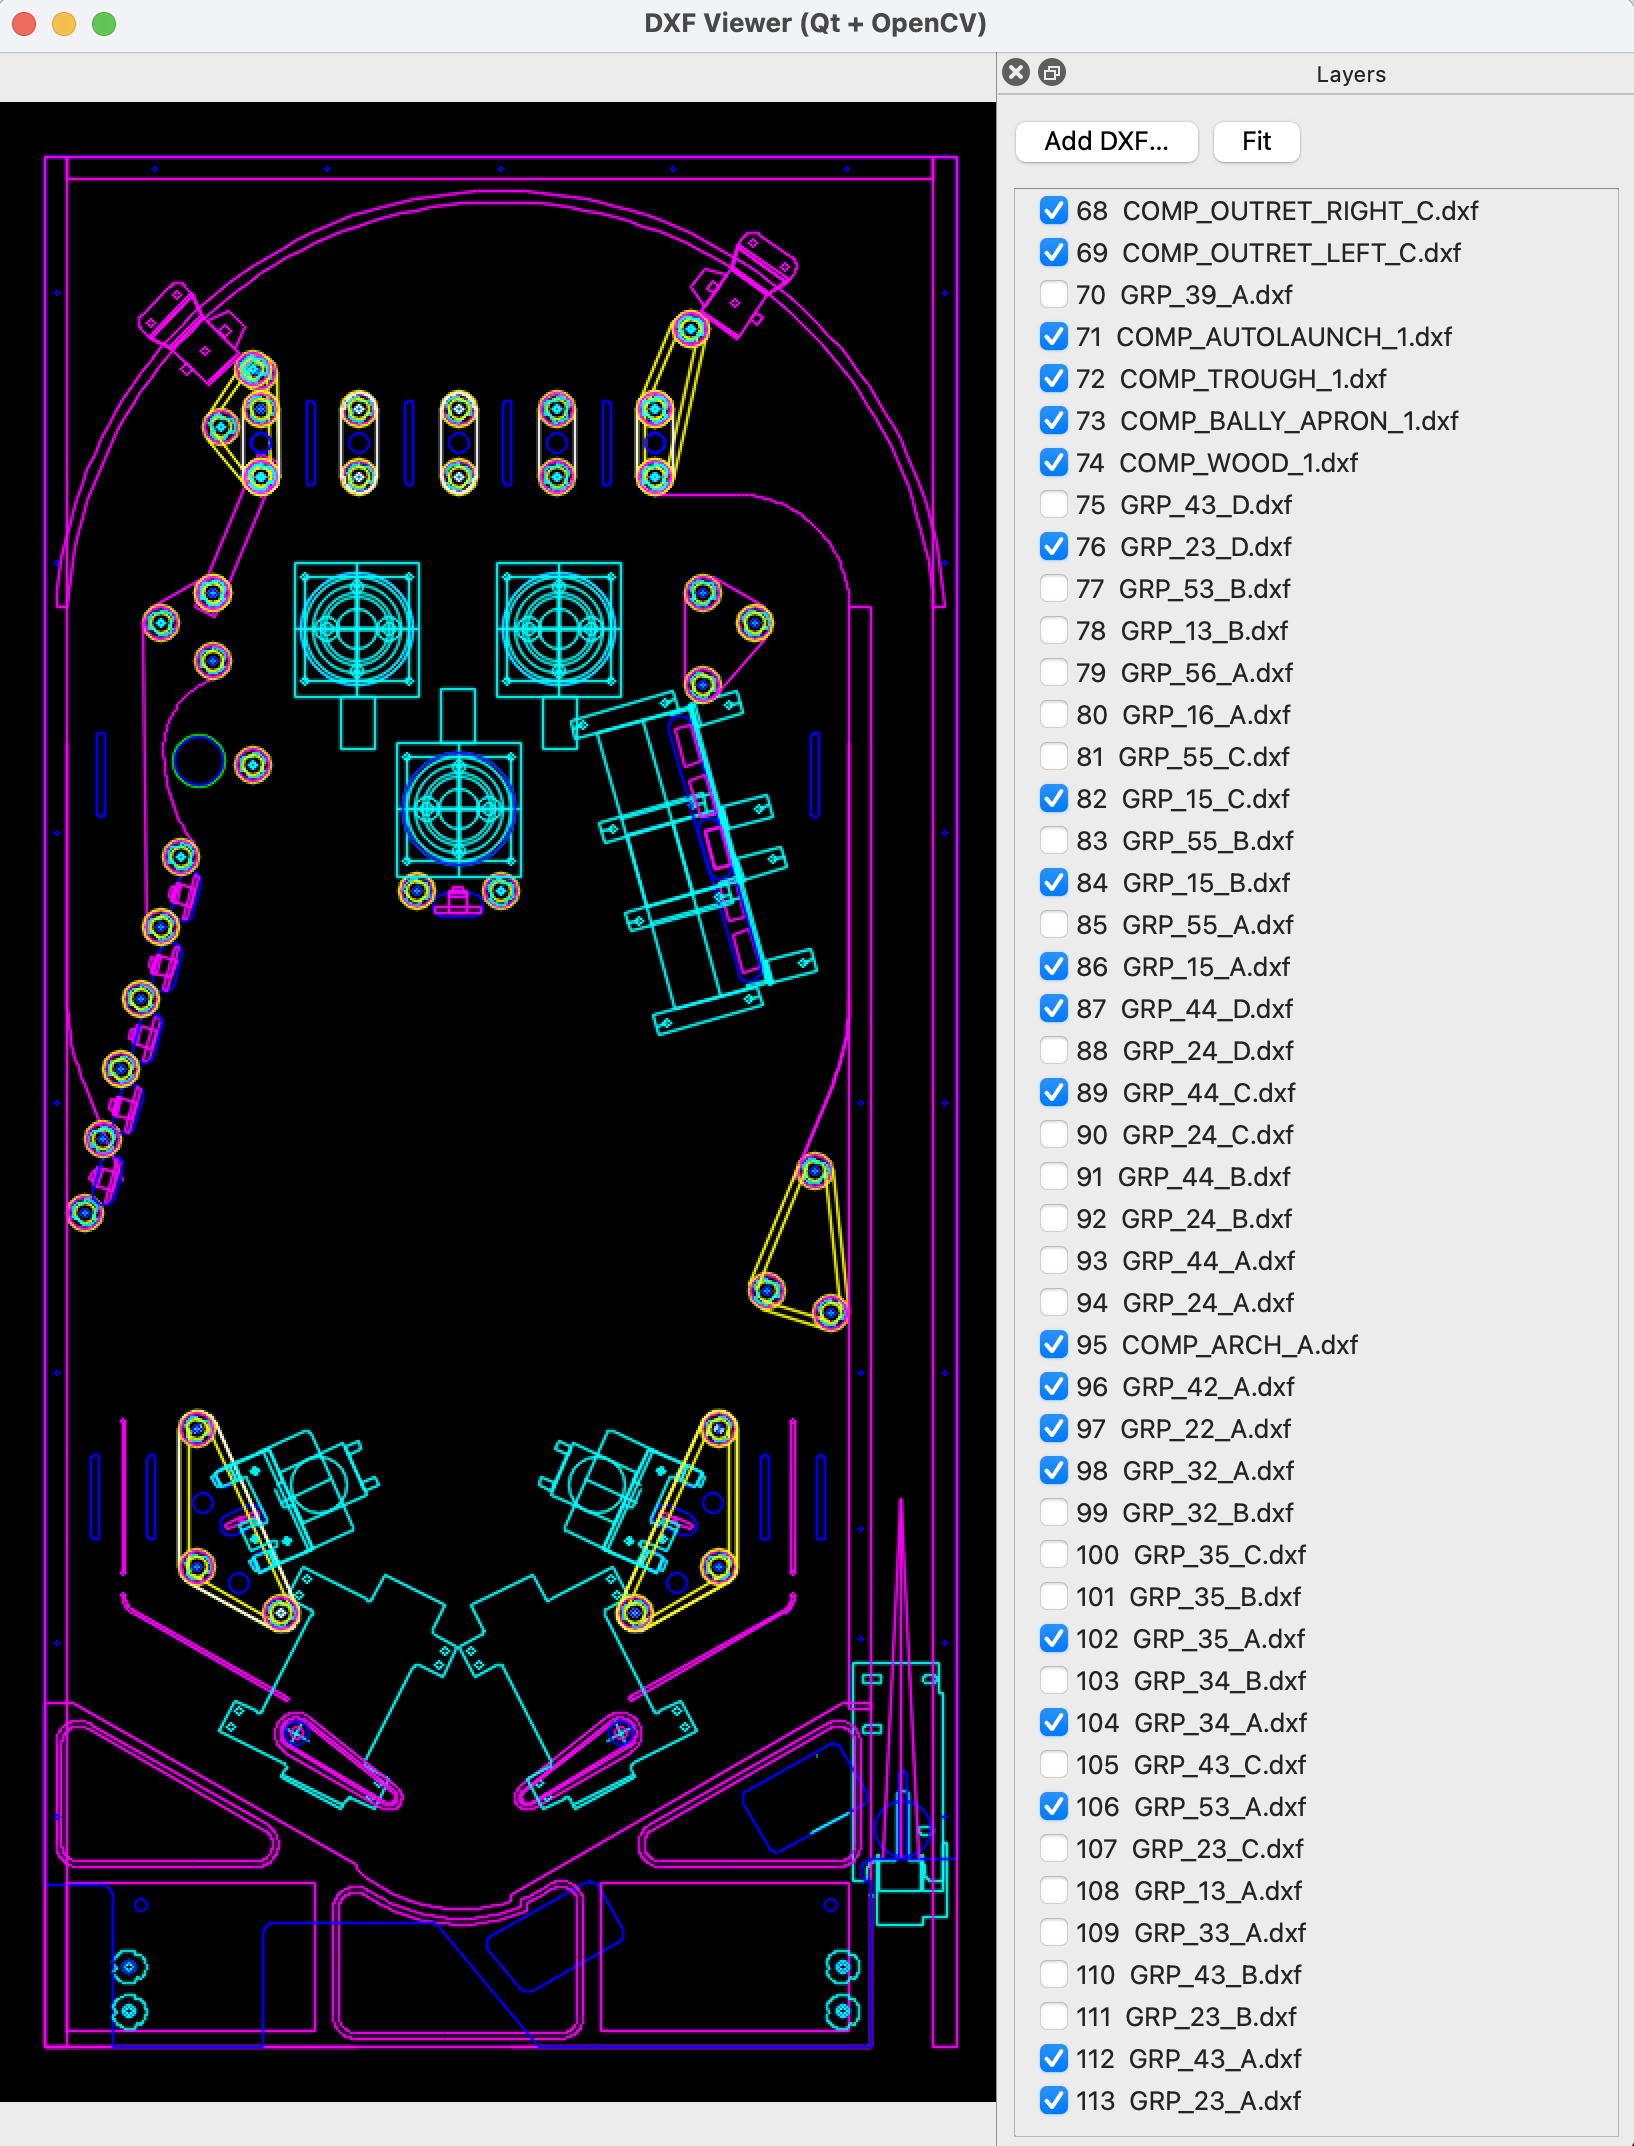 DXF Viewer (Qt + OpenCV)
Layers
Add DXF...
Fit
68 COMP_OUTRET_RIGHT_C.dxf
69 COMP_OUTRET_LEFT_C.dxf
70 GRP_39_A.dxf
71 COMP_AUTOLAUNCH_1.dxf
72 COMP_TROUGH_1.dxf
73 COMP_BALLY_APRON_1.dxf
74 COMP_WOOD_1.dxf
75 GRP_43_D.dxf
76 GRP_23_D.dxf
77 GRP_53_B.dxf
78 GRP_13_B.dxf
79 GRP_56_A.dxf
80 GRP_16_A.dxf
81 GRP_55_C.dxf
82 GRP_15_C.dxf
83 GRP_55_B.dxf
84 GRP_15_B.dxf
85 GRP_55_A.dxf
86 GRP_15_A.dxf
87 GRP_44_D.dxf
88 GRP_24_D.dxf
89 GRP_44_C.dxf
90 GRP_24_C.dxf
91 GRP_44_B.dxf
92 GRP_24_B.dxf
93 GRP_44_A.dxf
94 GRP_24_A.dxf
95 COMP_ARCH_A.dxf
96 GRP_42_A.dxf
97 GRP_22_A.dxf
98 GRP_32_A.dxf
99 GRP_32_B.dxf
100 GRP_35_C.dxf
101 GRP_35_B.dxf
102 GRP_35_A.dxf
103 GRP_34_B.dxf
104 GRP_34_A.dxf
105 GRP_43_C.dxf
106 GRP_53_A.dxf
107 GRP_23_C.dxf
108 GRP_13_A.dxf
109 GRP_33_A.dxf
110 GRP_43_B.dxf
111 GRP_23_B.dxf
112 GRP_43_A.dxf
113 GRP_23_A.dxf